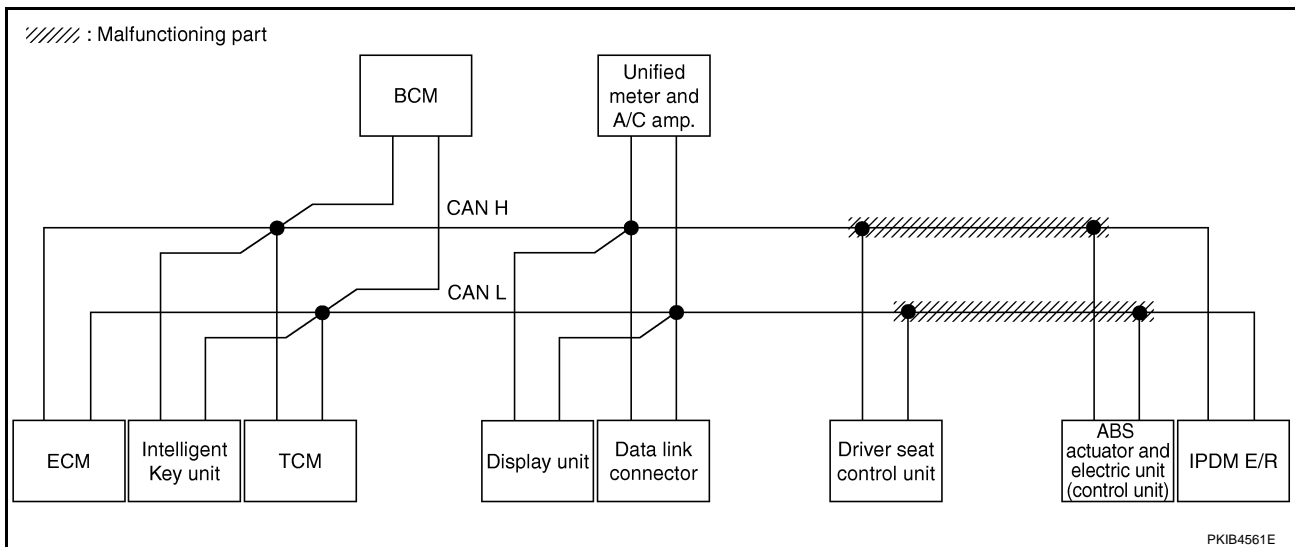 : Malfunctioning part
BCM
Unified
meter and
A/C amp.
CAN H
CAN L
ECM
Intelligent
Key unit
TCM
Display unit
Data link
connector
Driver seat
control unit
ABS
actuator and
electric unit
(control unit)
IPDM E/R
PKIB4561E